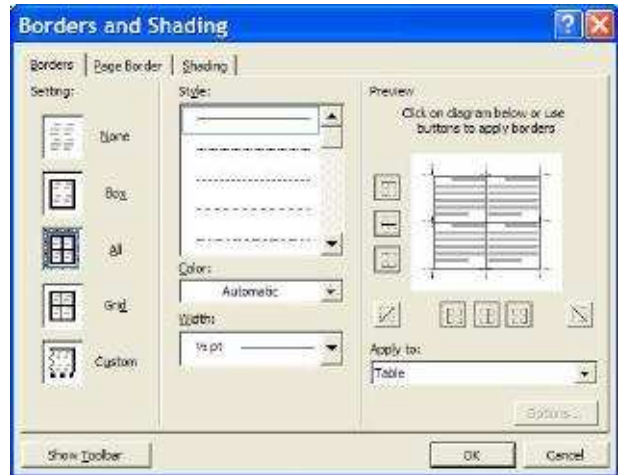 Borders and Shading
Borders
Page Border
Shading
Setting:
None
Box
All
Grid
Custom
Style:
Color:
Automatic
Width:
½ pt
Preview
Click on diagram below or use
buttons to apply borders
Apply to:
Table
Options...
Show Toolbar
OK
Cancel